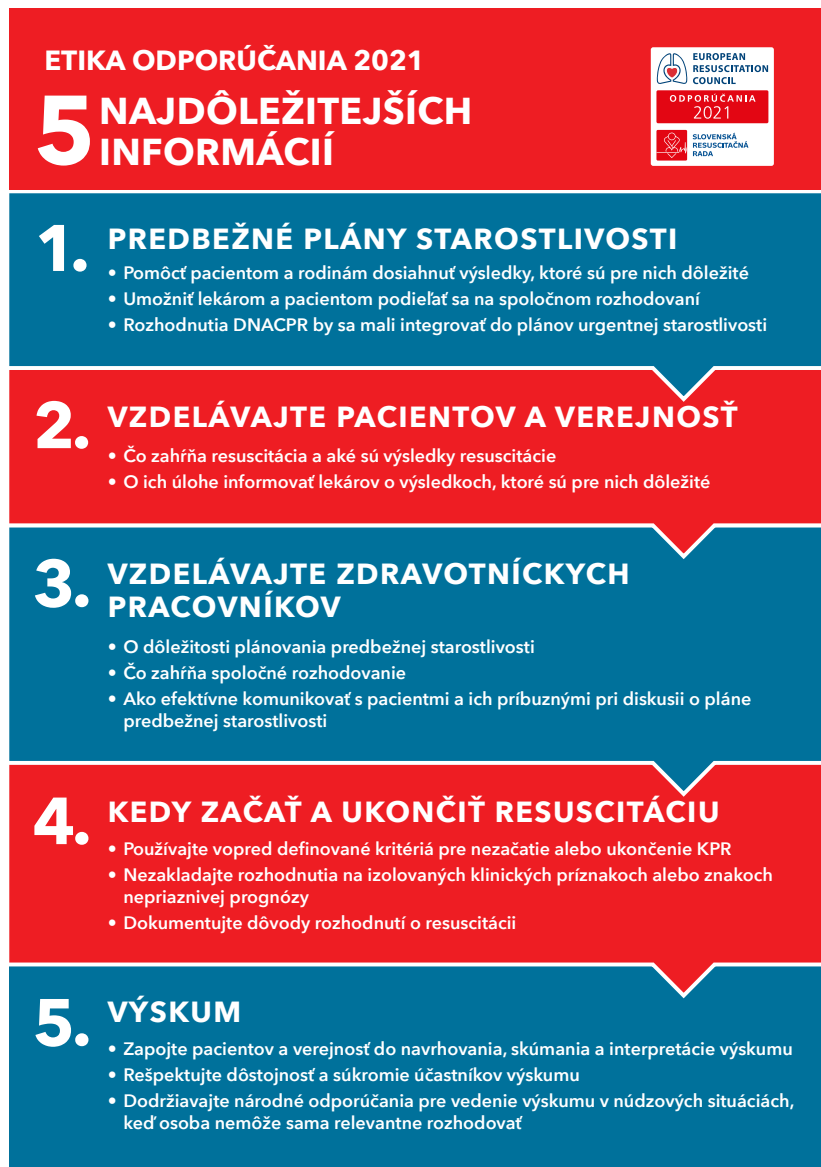 ETIKA ODPORÚČANIA 2021
5 NAJDÔLEŽITEJŠÍCH
INFORMÁCIÍ
EUROPEAN
RESUSCITATION
COUNCIL
ODPORÚČANIA
2021
SLOVENSKÁ
RESUSCITAČNÁ
RADA
1. PREDBEŽNÉ PLÁNY STAROSTLIVOSTI
• Pomôcť pacientom a rodinám dosiahnuť výsledky, ktoré sú pre nich dôležité
• Umožniť lekárom a pacientom podieľať sa na spoločnom rozhodovaní
• Rozhodnutia DNACPR by sa mali integrovať do plánov urgentnej starostlivosti
2. VZDELÁVAJTE PACIENTOV A VEREJNOSŤ
• Čo zahŕňa resuscitácia a aké sú výsledky resuscitácie
• O ich úlohe informovať lekárov o výsledkoch, ktoré sú pre nich dôležité
3. VZDELÁVAJTE ZDRAVOTNÍCKYCH
PRACOVNÍKOV
• O dôležitosti plánovania predbežnej starostlivosti
• Čo zahŕňa spoločné rozhodovanie
• Ako efektívne komunikovať s pacientmi a ich príbuznými pri diskusii o pláne
predbežnej starostlivosti
4. KEDY ZAČAŤ A UKONČIŤ RESUSCITÁCIU
• Používajte vopred definované kritériá pre nezačatie alebo ukončenie KPR
• Nezakladajte rozhodnutia na izolovaných klinických príznakoch alebo znakoch
nepriaznivej prognózy
• Dokumentujte dôvody rozhodnutí o resuscitácii
5. VÝSKUM
• Zapojte pacientov a verejnosť do navrhovania, skúmania a interpretácie výskumu
• Rešpektujte dôstojnosť a súkromie účastníkov výskumu
• Dodržiavajte národné odporúčania pre vedenie výskumu v núdzových situáciách,
keď osoba nemôže sama relevantne rozhodovať